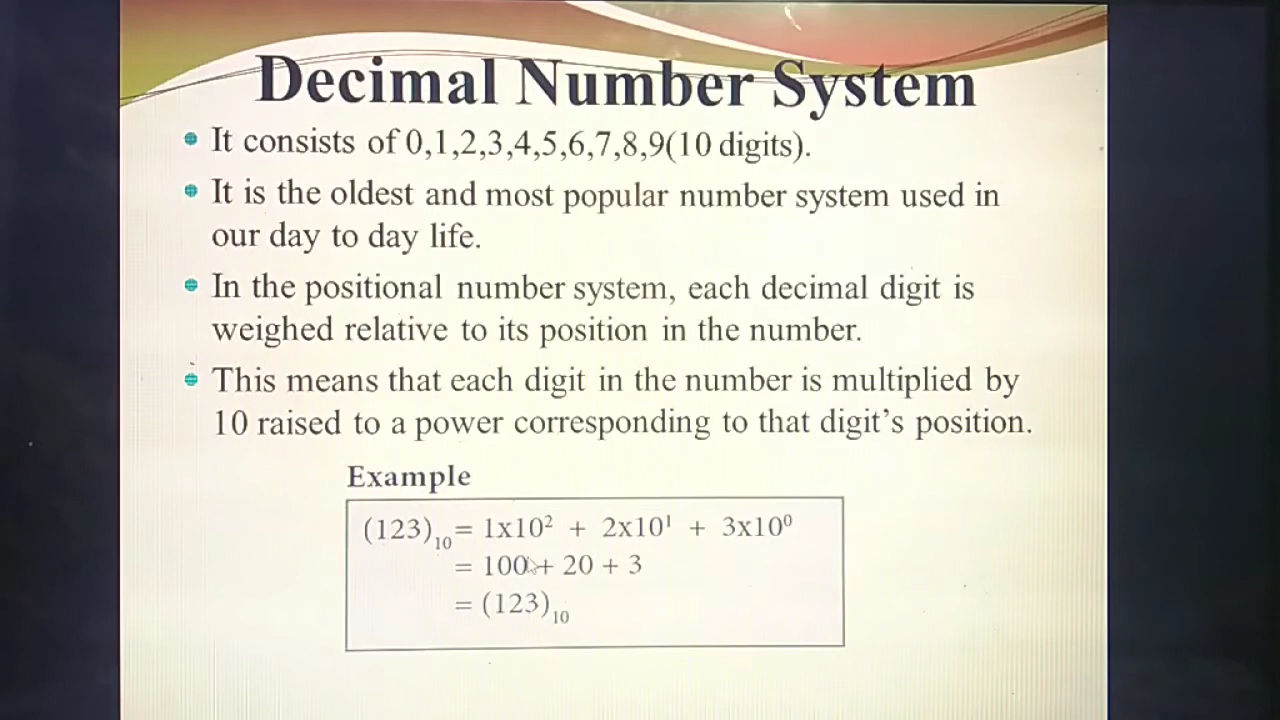 Decimal Number System
It consists of 0,1,2,3,4,5,6,7,8,9(10 digits).
It is the oldest and most popular number system used in
our day to day life.
In the positional number system, each decimal digit is
weighed relative to its position in the number.
This means that each digit in the number is multiplied by
10 raised to a power corresponding to that digit’s position.
Example
(123)₁₀ = 1x10² + 2x10¹ + 3x10⁰
= 100 + 20 + 3
= (123)₁₀